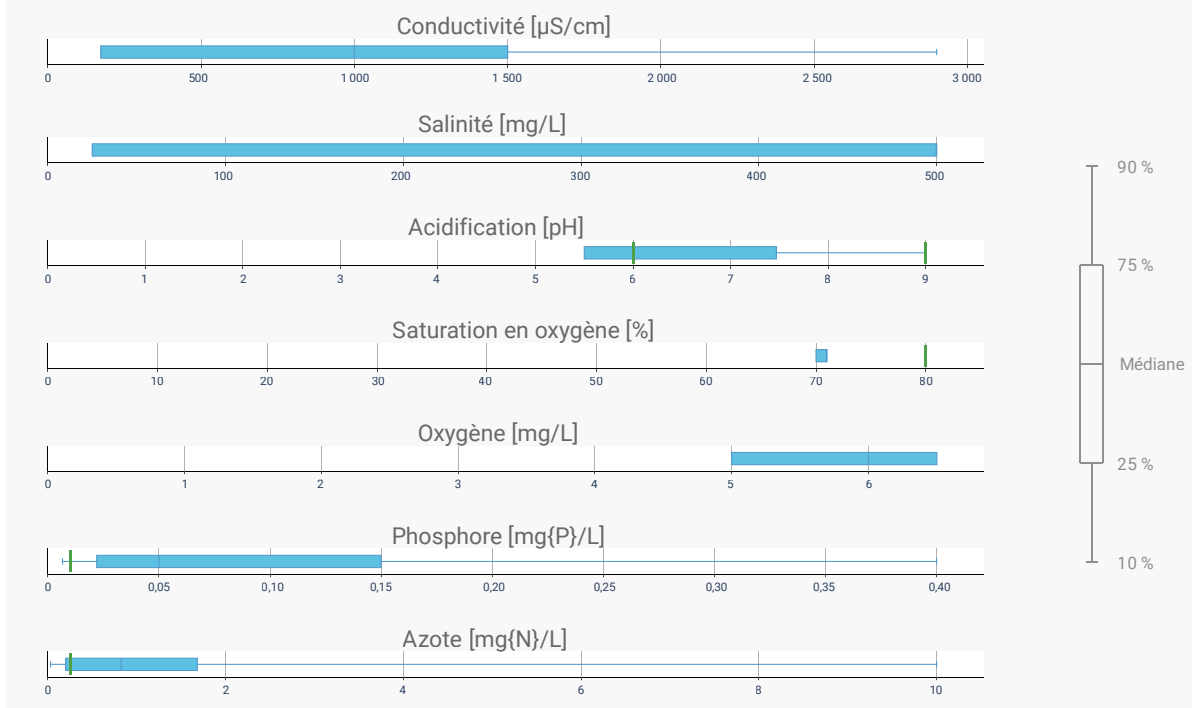 Conductivité [µS/cm]
0 500 1 000 1 500 2 000 2 500 3 000
Salinité [mg/L]
0 100 200 300 400 500
Acidification [pH]
0 1 2 3 4 5 6 7 8 9
Saturation en oxygène [%]
0 10 20 30 40 50 60 70 80
Oxygène [mg/L]
0 1 2 3 4 5 6
Phosphore [mg{P}/L]
0 0,05 0,10 0,15 0,20 0,25 0,30 0,35 0,40
Azote [mg{N}/L]
0 2 4 6 8 10
90 %
75 %
Médiane
25 %
10 %